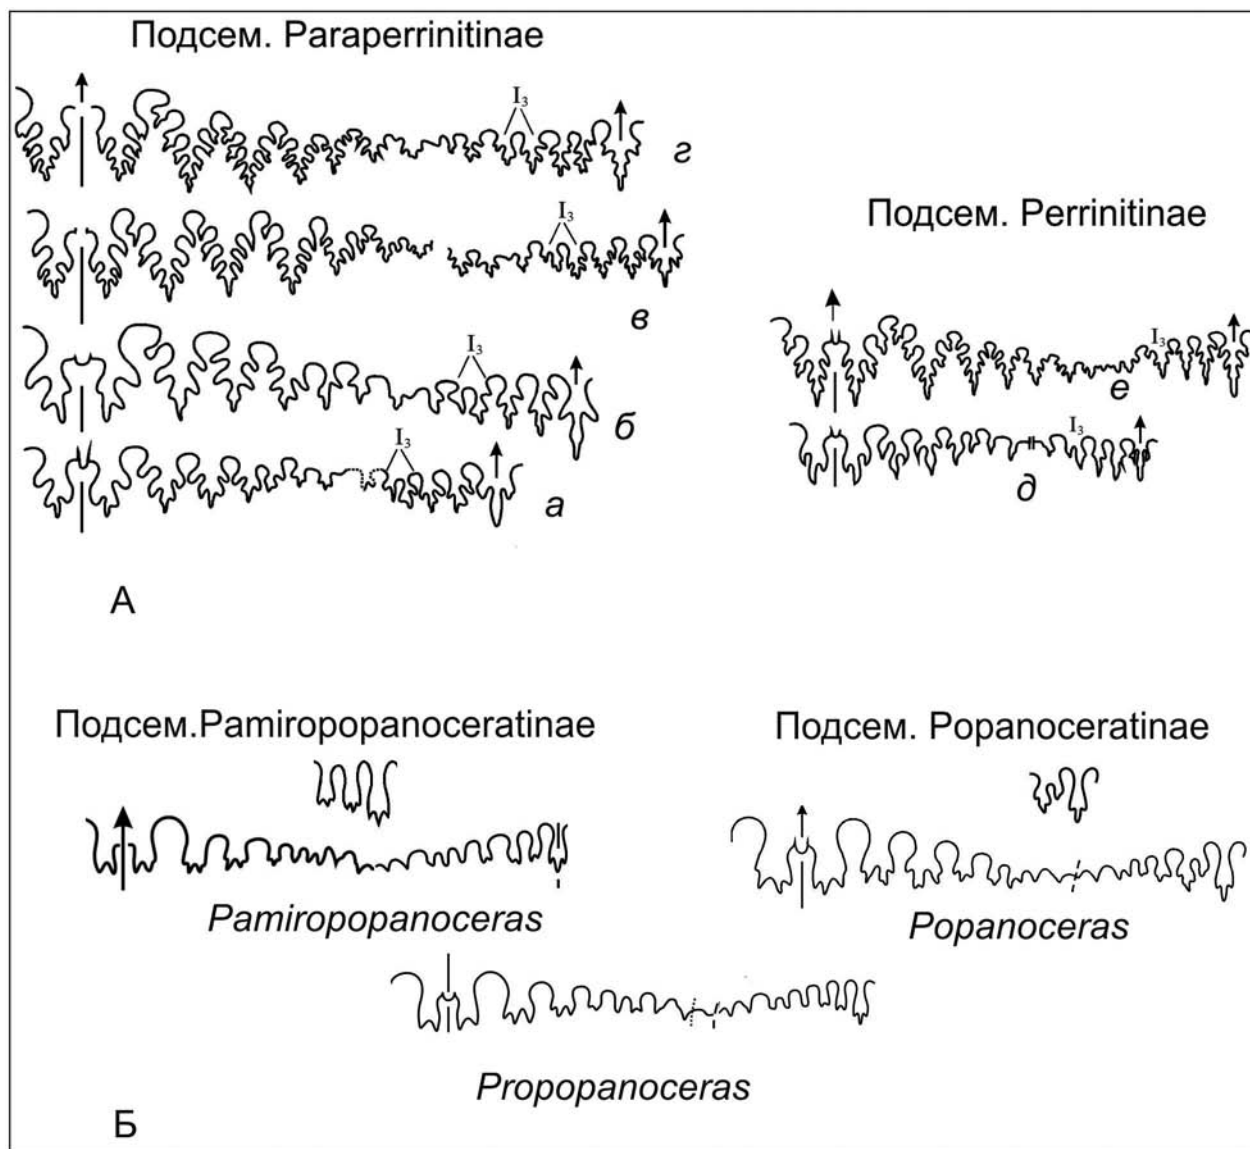 Подсем. Paraperrinitinae
I₃
г
I₃
в
I₃
б
I₃
а
Подсем. Perrinitinae
I₃
е
I₃
д
А
Подсем.Pamiropopanoceratinae
Pamiropopanoceras
Подсем. Popanoceratinae
Popanoceras
Propopanoceras
Б